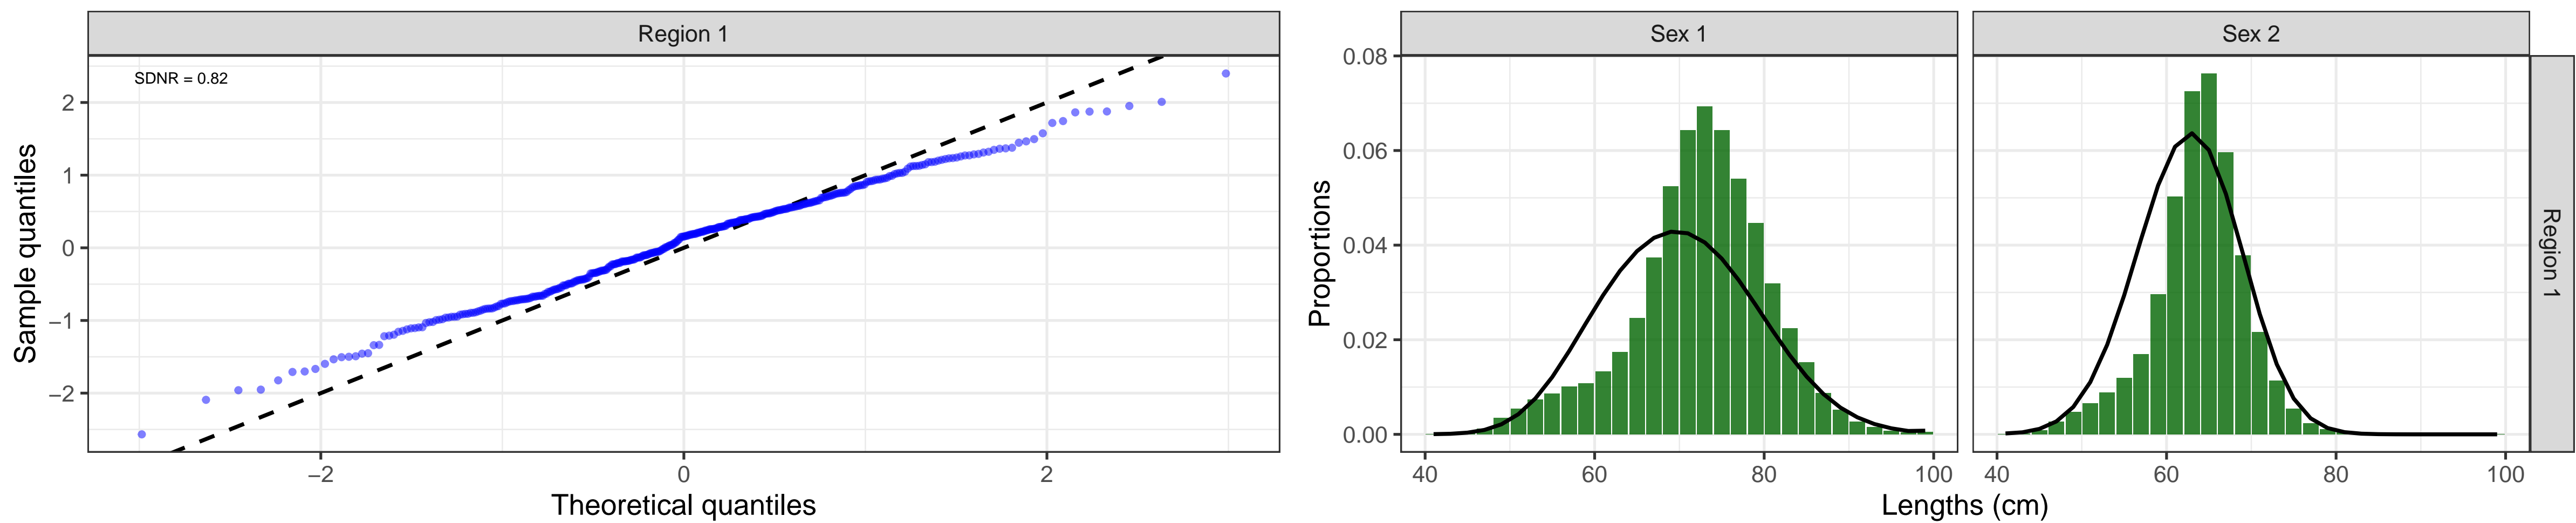 Region 1
SDNR = 0.82
Sample quantiles
2
1
0
−1
−2
−2 0 2
Theoretical quantiles
Sex 1 Sex 2
Region 1
Proportions
0.08
0.06
0.04
0.02
0.00
40 60 80 100 40 60 80 100
Lengths (cm)